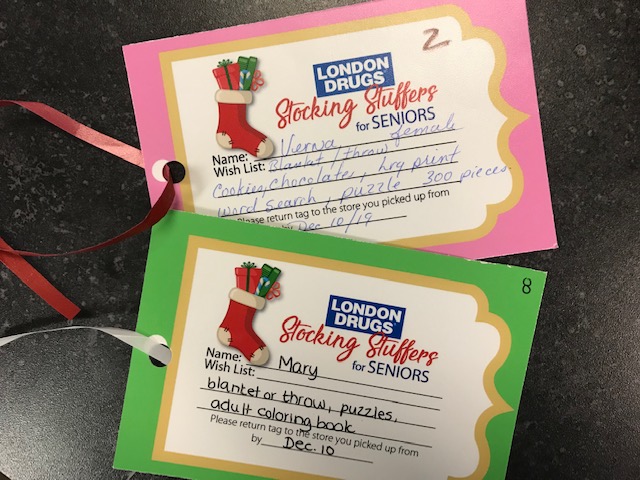 2
LONDON
DRUGS
Stocking Stuffers
for SENIORS
Name: Verna female
Wish List: Blanket / throw
Cookies, chocolate, lrg print
word search, puzzle 300 pieces
Please return tag to the store you picked up from
by Dec 10/19
8
LONDON
DRUGS
Stocking Stuffers
for SENIORS
Name: Mary
Wish List:
blanket or throw, puzzles,
adult coloring book
Please return tag to the store you picked up from
by Dec. 10